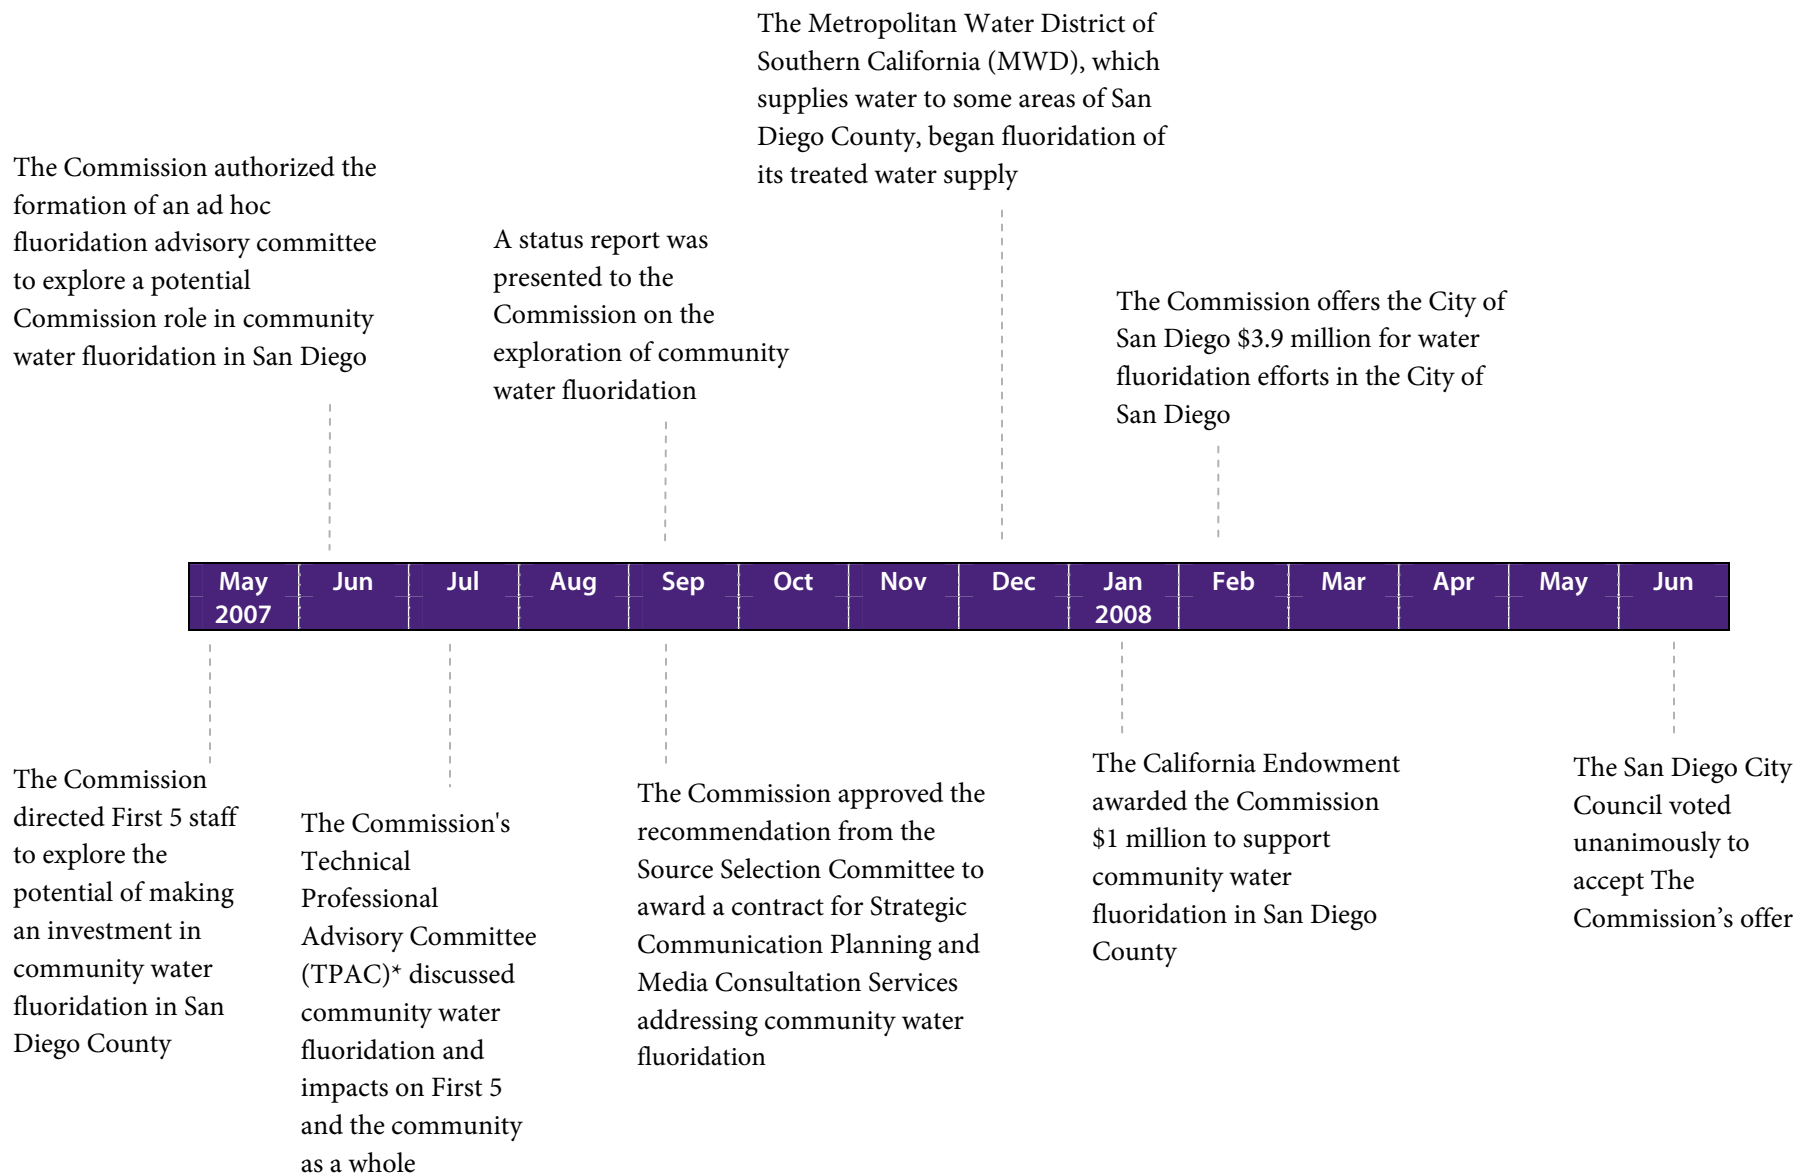 The Metropolitan Water District of
Southern California (MWD), which
supplies water to some areas of San
Diego County, began fluoridation of
its treated water supply
The Commission authorized the
formation of an ad hoc
fluoridation advisory committee
to explore a potential
Commission role in community
water fluoridation in San Diego
A status report was
presented to the
Commission on the
exploration of community
water fluoridation
The Commission offers the City of
San Diego $3.9 million for water
fluoridation efforts in the City of
San Diego
May Jun Jul Aug Sep Oct Nov Dec Jan Feb Mar Apr May Jun
2007 2008
The Commission
directed First 5 staff
to explore the
potential of making
an investment in
community water
fluoridation in San
Diego County
The Commission's
Technical
Professional
Advisory Committee
(TPAC)* discussed
community water
fluoridation and
impacts on First 5
and the community
as a whole
The Commission approved the
recommendation from the
Source Selection Committee to
award a contract for Strategic
Communication Planning and
Media Consultation Services
addressing community water
fluoridation
The California Endowment
awarded the Commission
$1 million to support
community water
fluoridation in San Diego
County
The San Diego City
Council voted
unanimously to
accept The
Commission’s offer